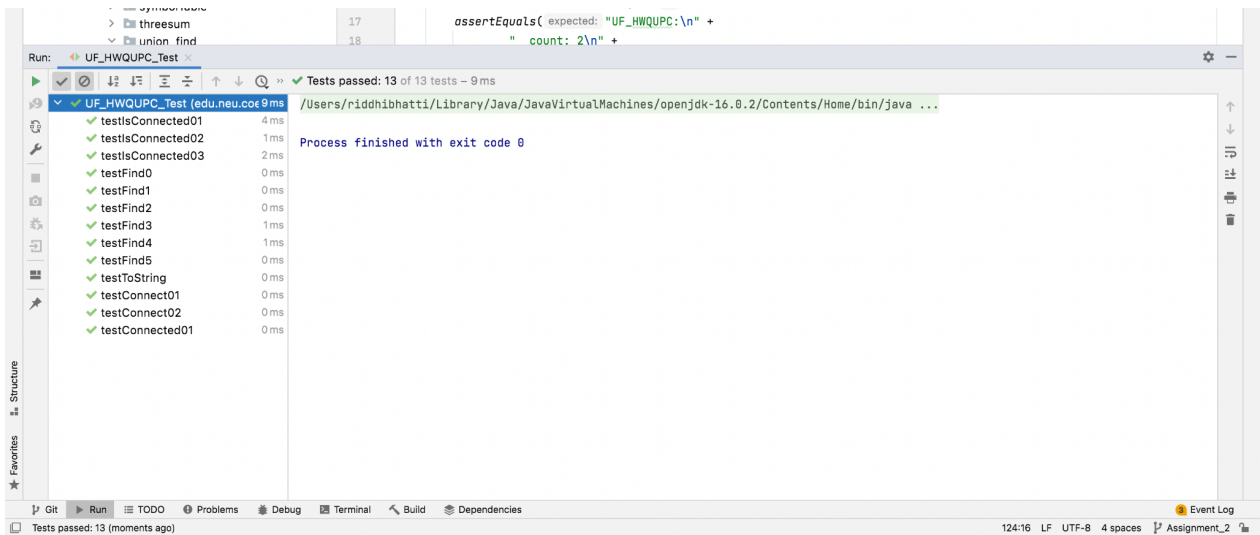 symbolTable
threesum
union_find
17 assertEquals( expected: "UF_HWQUPC:\n" +
18 " count: 2\n" +
Run: UF_HWQUPC_Test
Tests passed: 13 of 13 tests – 9 ms
UF_HWQUPC_Test (edu.neu.coe 9 ms
testIsConnected01 4 ms
testIsConnected02 1 ms
testIsConnected03 2 ms
testFind0 0 ms
testFind1 0 ms
testFind2 0 ms
testFind3 1 ms
testFind4 1 ms
testFind5 0 ms
testToString 0 ms
testConnect01 0 ms
testConnect02 0 ms
testConnected01 0 ms
/Users/riddhibhatti/Library/Java/JavaVirtualMachines/openjdk-16.0.2/Contents/Home/bin/java ...
Process finished with exit code 0
Structure
Favorites
Git Run TODO Problems Debug Terminal Build Dependencies 3 Event Log
Tests passed: 13 (moments ago) 124:16 LF UTF-8 4 spaces Assignment_2